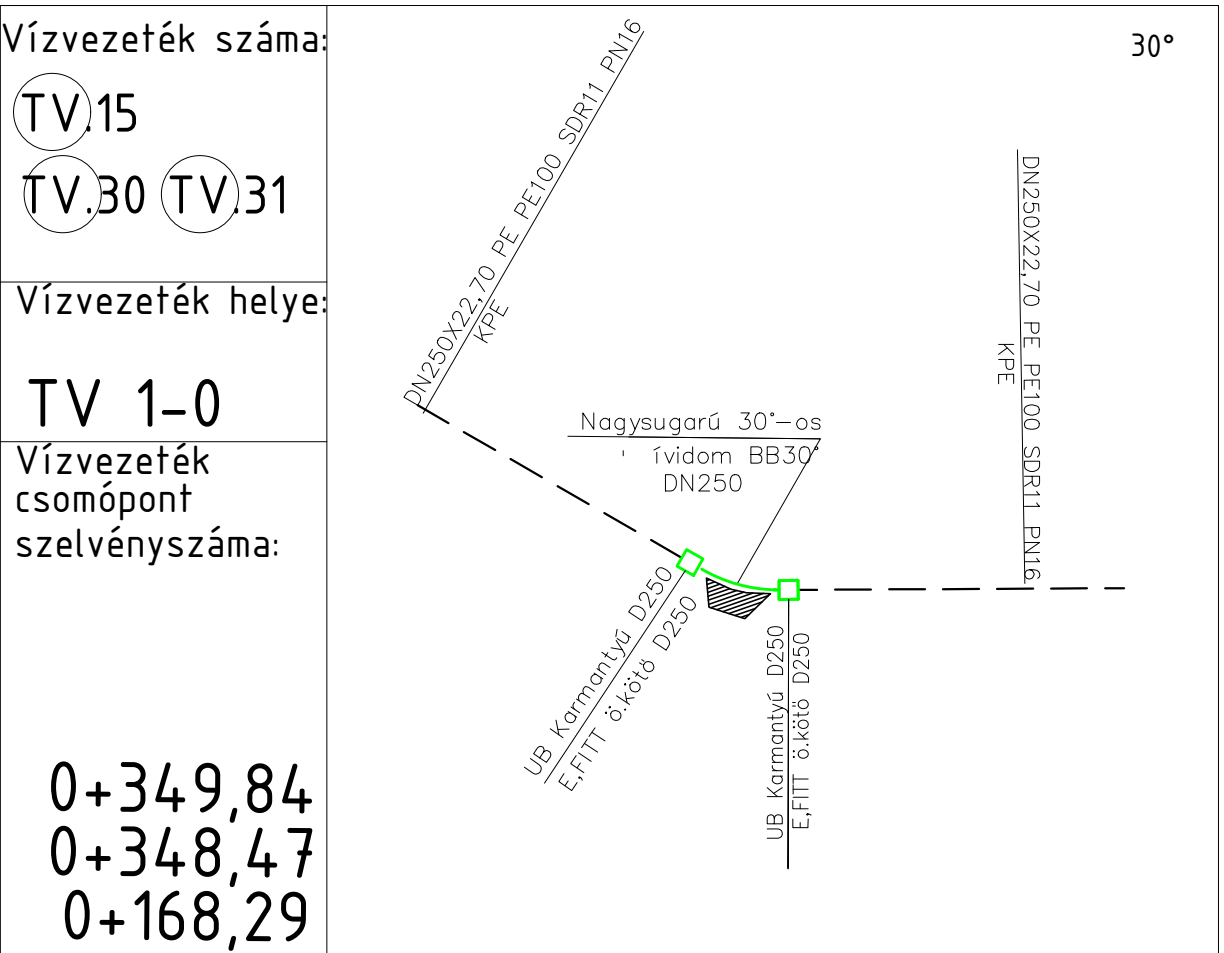 Vízvezeték száma:
TV.15
TV.30 TV.31
Vízvezeték helye:
TV 1-0
Vízvezeték
csomópont
szelvényszáma:
0+349,84
0+348,47
0+168,29
30°
DN250X22,70 PE PE100 SDR11 PN16
KPE
DN250X22,70 PE PE100 SDR11 PN16
KPE
Nagysugarú 30°-os
ívidom BB30°
DN250
UB Karmantyú D250
E,FITT ö.kötö D250
UB Karmantyú D250
E,FITT ö.kötö D250